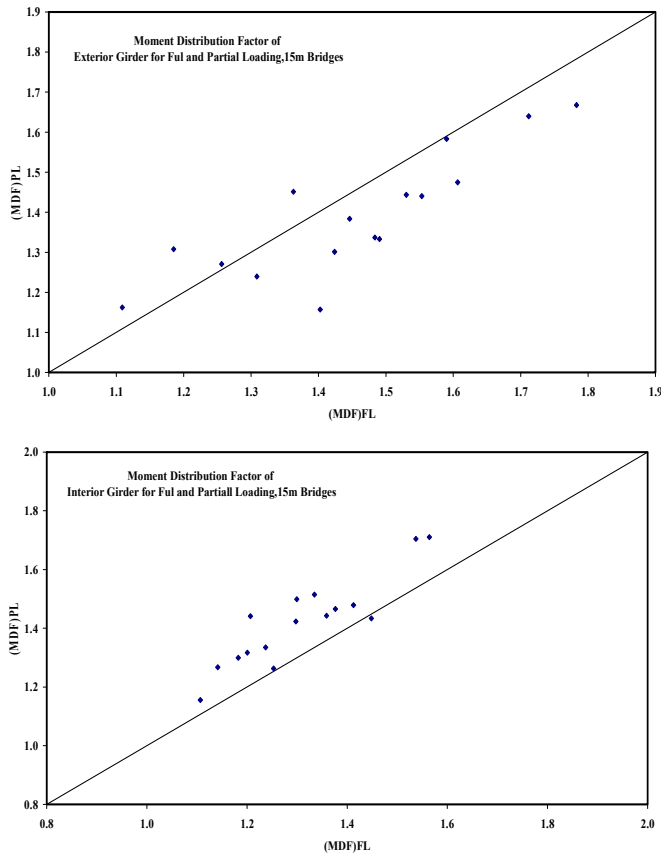 Moment Distribution Factor of
Exterior Girder for Ful and Partial Loading,15m Bridges
1.9
1.8
1.7
1.6
1.5
1.4
1.3
1.2
1.1
1.0
(MDF)PL
1.0 1.1 1.2 1.3 1.4 1.5 1.6 1.7 1.8 1.9
(MDF)FL
Moment Distribution Factor of
Interior Girder for Ful and Partiall Loading,15m Bridges
2.0
1.8
1.6
1.4
1.2
1.0
0.8
(MDF)PL
0.8 1.0 1.2 1.4 1.6 1.8 2.0
(MDF)FL